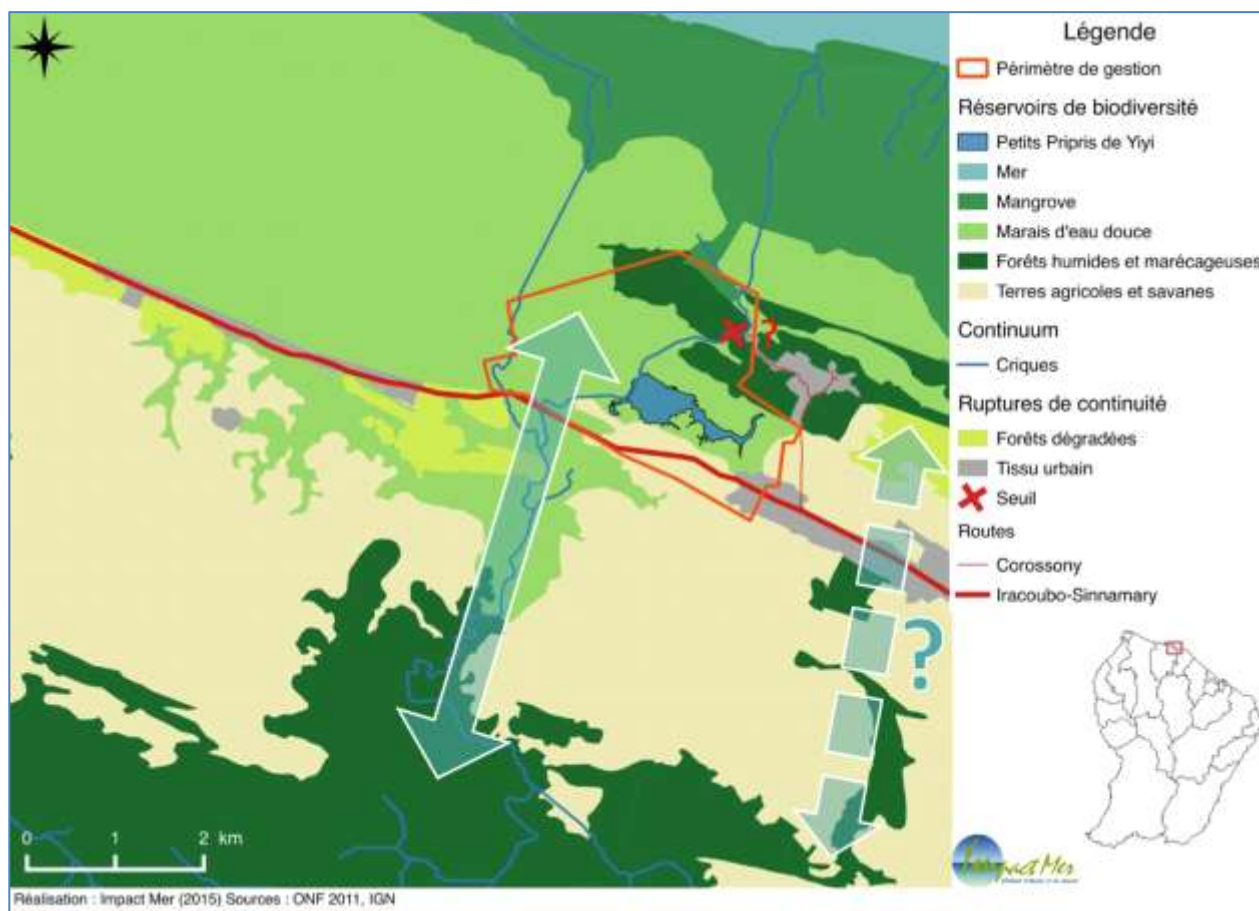 Légende
Périmètre de gestion
Réservoirs de biodiversité
Petits Pripris de Yiyi
Mer
Mangrove
Marais d'eau douce
Forêts humides et marécageuses
Terres agricoles et savanes
Continuum
Criques
Ruptures de continuité
Forêts dégradées
Tissu urbain
Seuil
Routes
Corossony
Iracoubo-Sinnamary
?
?
0 1 2 km
Impact Mer
Réalisation : Impact Mer (2015) Sources : ONF 2011, IGN